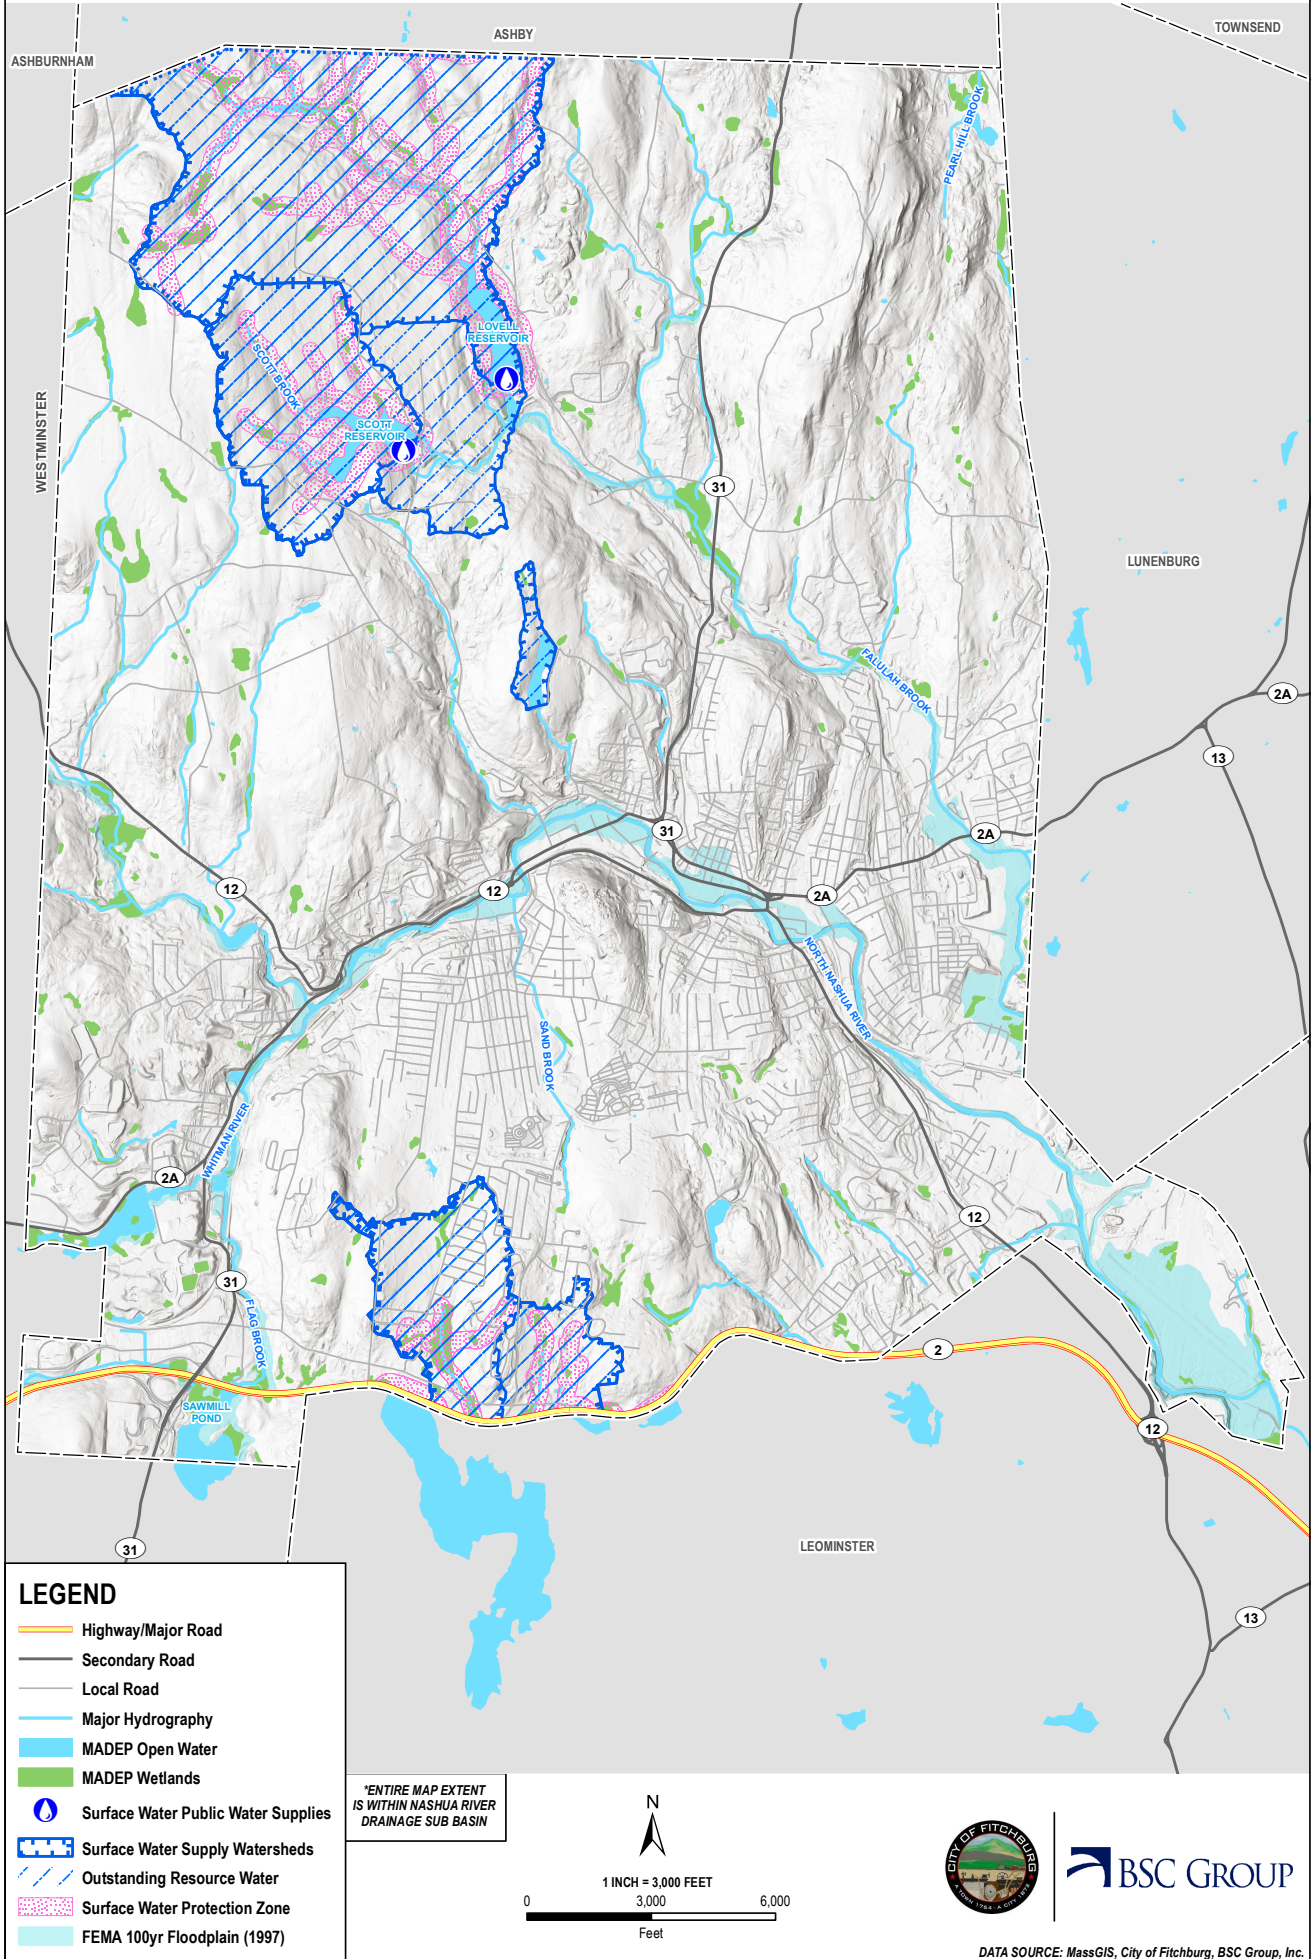 ASHBURNHAM
ASHBY
TOWNSEND
PEARL HILL BROOK
LOVELL
RESERVOIR
SCOTT BROOK
SCOTT
RESERVOIR
WESTMINSTER
31
LUNENBURG
FALULAH BROOK
2A
13
31
2A
12
12
2A
NORTH NASHUA RIVER
SAND BROOK
WHITMAN RIVER
2A
12
31
FLAG BROOK
2
SAWMILL
POND
12
31
LEOMINSTER
13
LEGEND
Highway/Major Road
Secondary Road
Local Road
Major Hydrography
MADEP Open Water
MADEP Wetlands
Surface Water Public Water Supplies
Surface Water Supply Watersheds
Outstanding Resource Water
Surface Water Protection Zone
FEMA 100yr Floodplain (1997)
*ENTIRE MAP EXTENT
IS WITHIN NASHUA RIVER
DRAINAGE SUB BASIN
N
1 INCH = 3,000 FEET
0 3,000 6,000
Feet
CITY OF FITCHBURG
A TOWN 1764 - A CITY 1872
BSC GROUP
DATA SOURCE: MassGIS, City of Fitchburg, BSC Group, Inc.